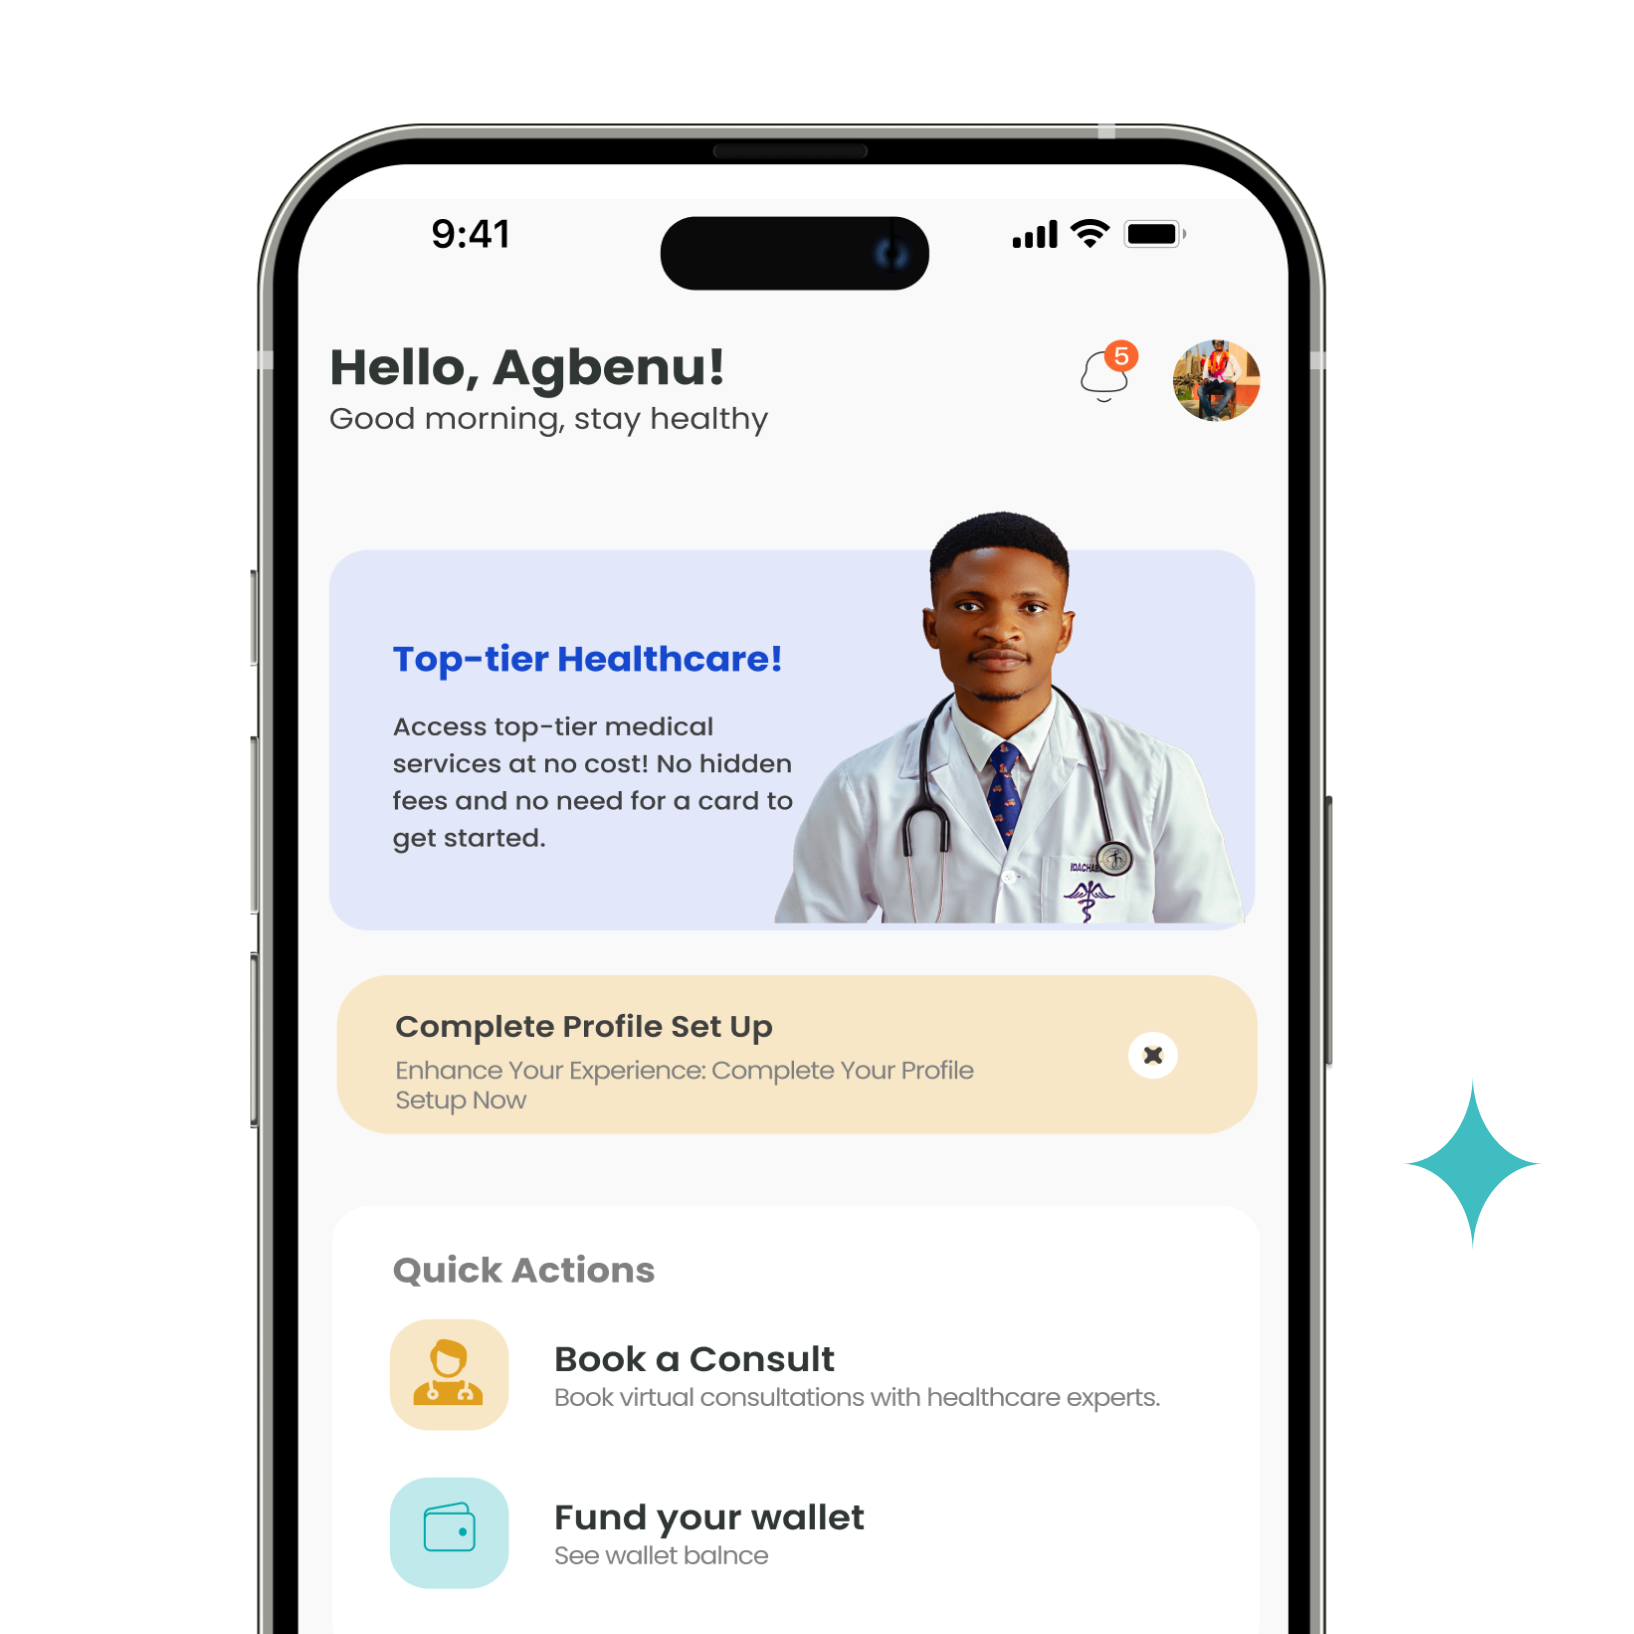 9:41
Hello, Agbenu!
5
Good morning, stay healthy
Top-tier Healthcare!
Access top-tier medical
services at no cost! No hidden
fees and no need for a card to
get started.
Complete Profile Set Up
Enhance Your Experience: Complete Your Profile
Setup Now
Quick Actions
Book a Consult
Book virtual consultations with healthcare experts.
Fund your wallet
See wallet balnce